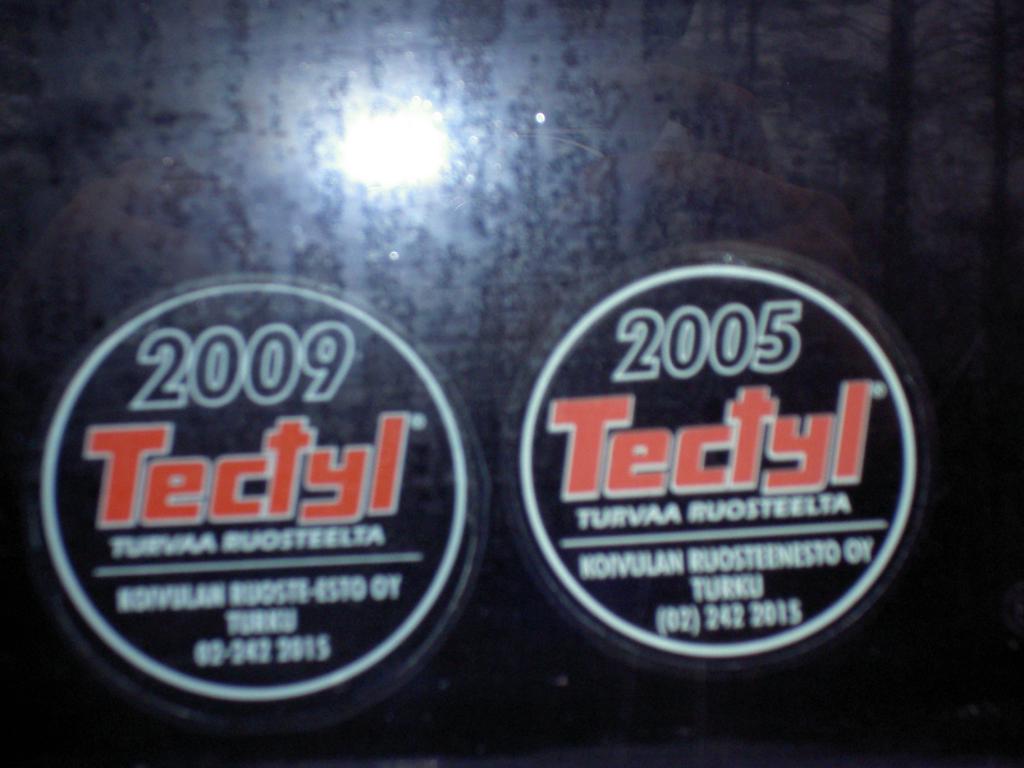 2009
Tectyl®
TURVAA RUOSTEELTA
KOIVULAN RUOSTE-ESTO OY
TURKU
02-242 2015
2005
Tectyl®
TURVAA RUOSTEELTA
KOIVULAN RUOSTEENESTO OY
TURKU
(02) 242 2015